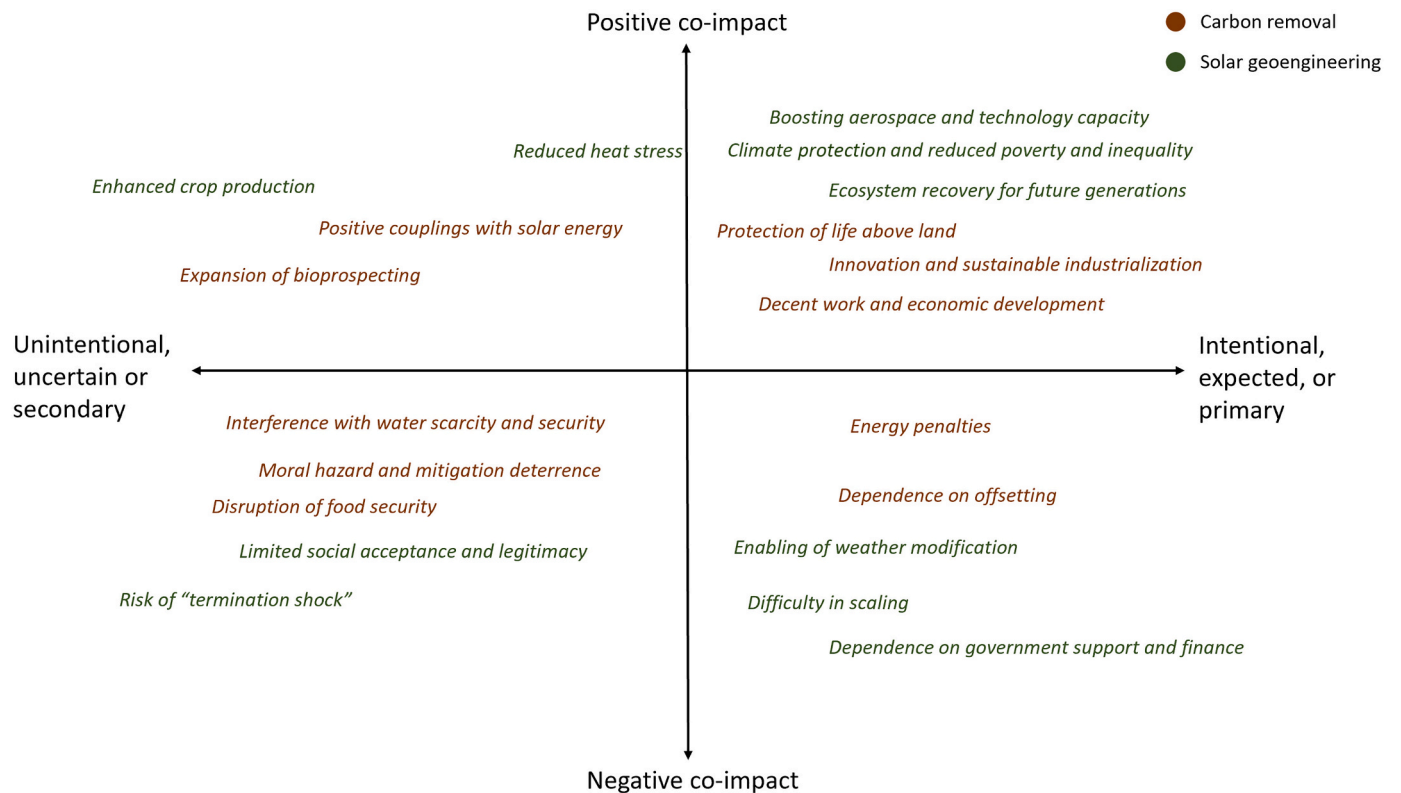 Positive co-impact
Carbon removal
Solar geoengineering
Boosting aerospace and technology capacity
Reduced heat stress
Climate protection and reduced poverty and inequality
Enhanced crop production
Ecosystem recovery for future generations
Positive couplings with solar energy
Protection of life above land
Innovation and sustainable industrialization
Expansion of bioprospecting
Decent work and economic development
Unintentional,
uncertain or
secondary
Intentional,
expected, or
primary
Interference with water scarcity and security
Energy penalties
Moral hazard and mitigation deterrence
Dependence on offsetting
Disruption of food security
Limited social acceptance and legitimacy
Enabling of weather modification
Risk of “termination shock”
Difficulty in scaling
Dependence on government support and finance
Negative co-impact